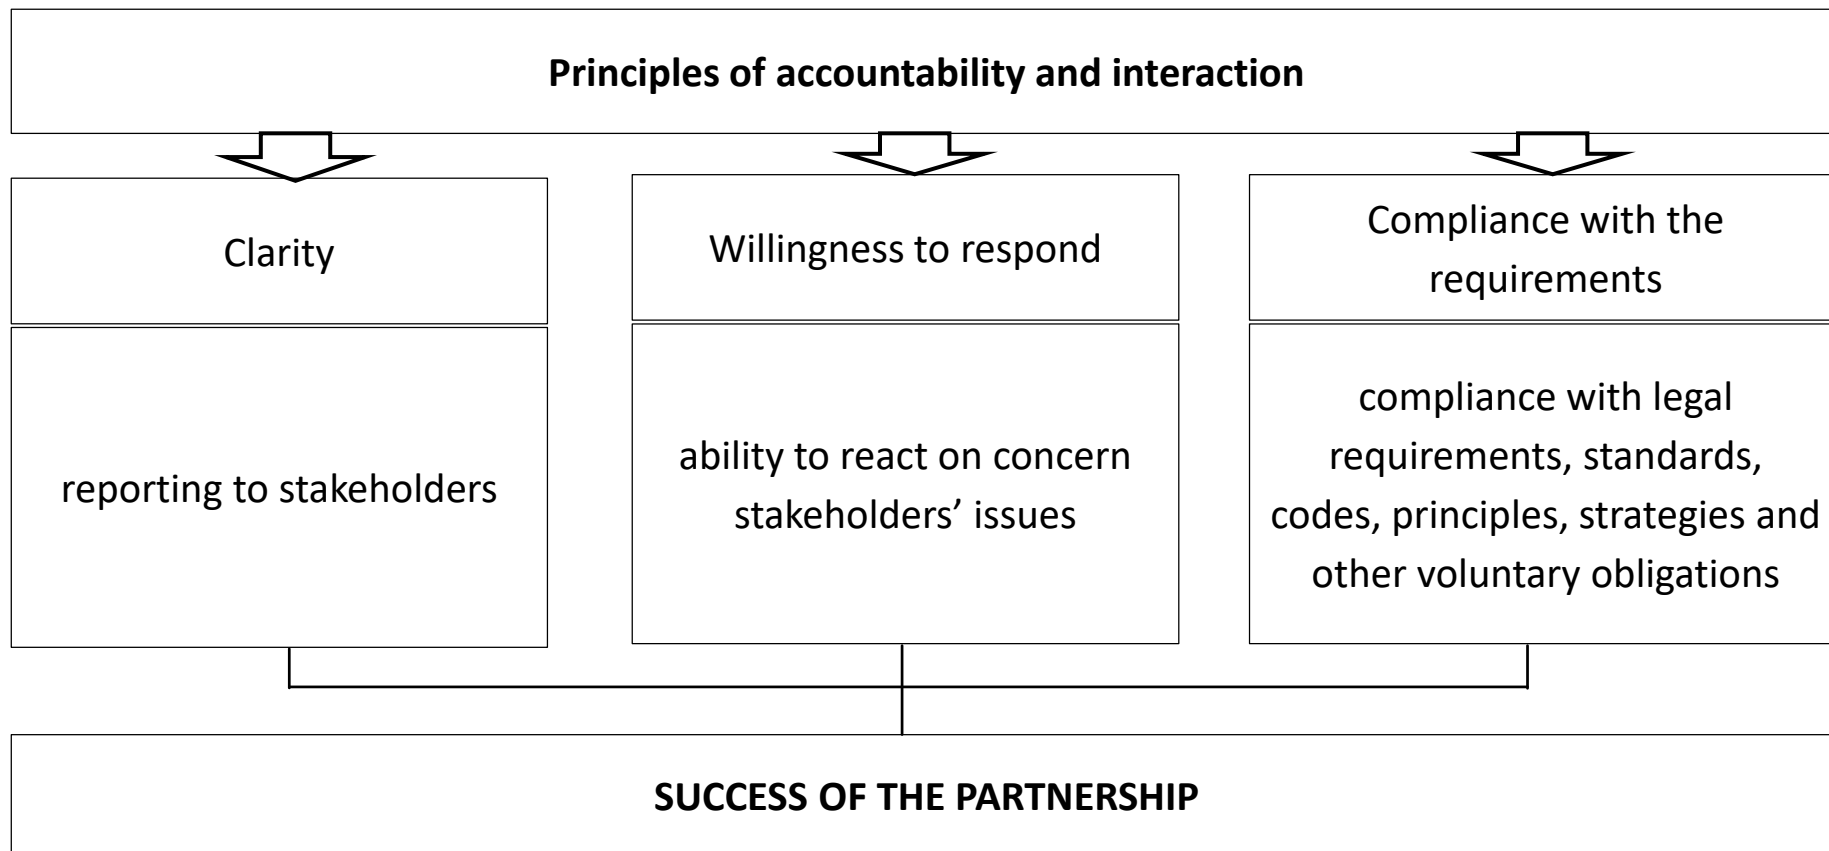 Principles of accountability and interaction
Clarity
Willingness to respond
Compliance with the
requirements
reporting to stakeholders
ability to react on concern
stakeholders’ issues
compliance with legal
requirements, standards,
codes, principles, strategies and
other voluntary obligations
SUCCESS OF THE PARTNERSHIP